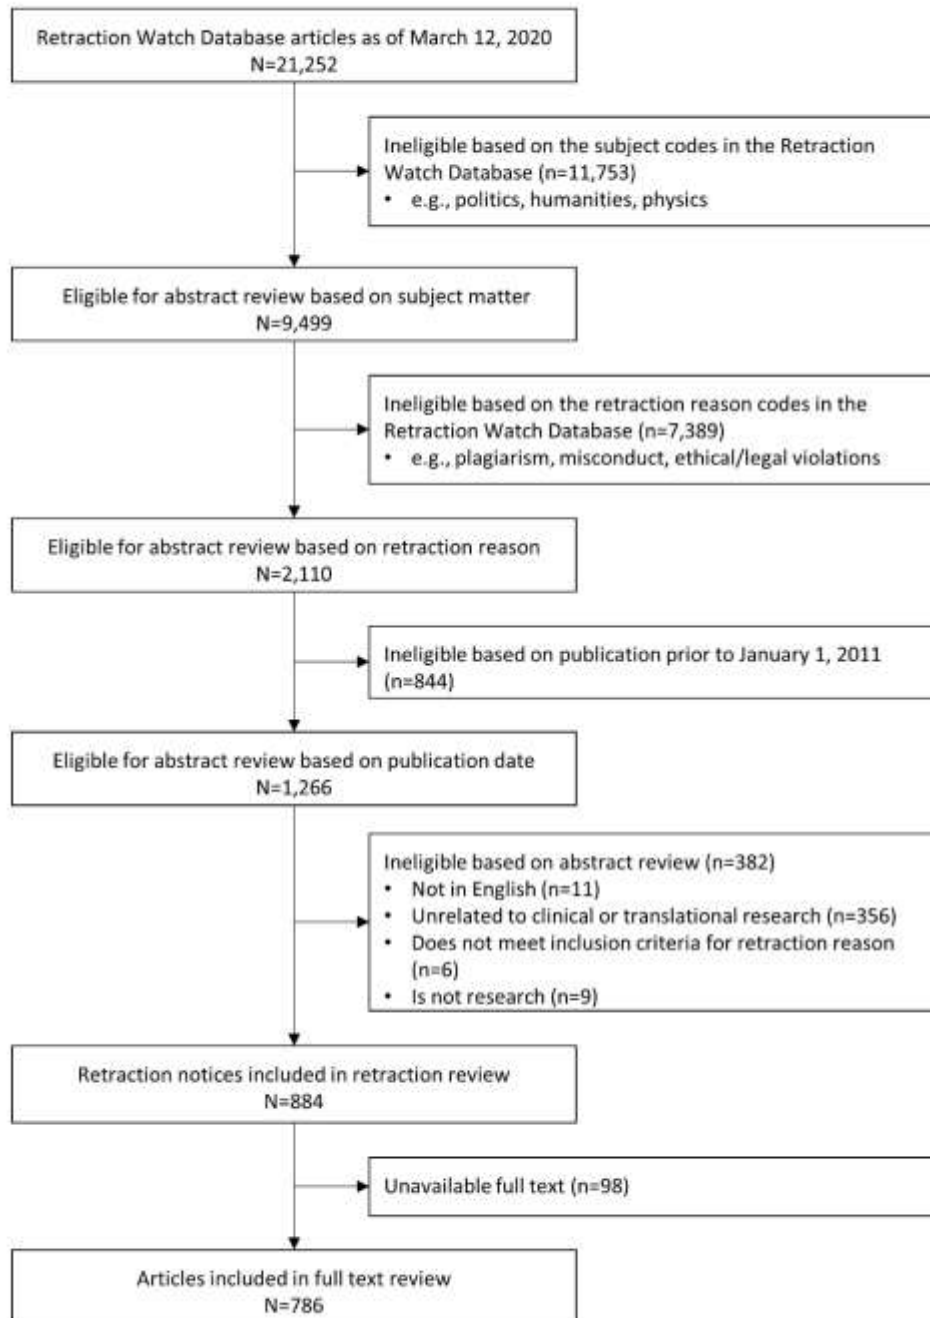 Retraction Watch Database articles as of March 12, 2020
N=21,252
Ineligible based on the subject codes in the Retraction
Watch Database (n=11,753)
• e.g., politics, humanities, physics
Eligible for abstract review based on subject matter
N=9,499
Ineligible based on the retraction reason codes in the
Retraction Watch Database (n=7,389)
• e.g., plagiarism, misconduct, ethical/legal violations
Eligible for abstract review based on retraction reason
N=2,110
Ineligible based on publication prior to January 1, 2011
(n=844)
Eligible for abstract review based on publication date
N=1,266
Ineligible based on abstract review (n=382)
• Not in English (n=11)
• Unrelated to clinical or translational research (n=356)
• Does not meet inclusion criteria for retraction reason
(n=6)
• Is not research (n=9)
Retraction notices included in retraction review
N=884
Unavailable full text (n=98)
Articles included in full text review
N=786